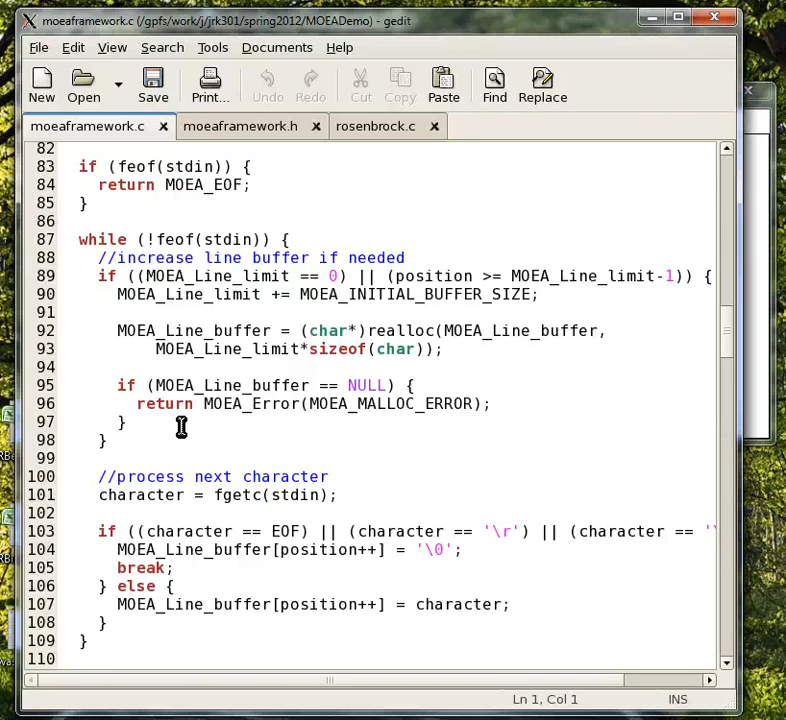 moeaframework.c (/gpfs/work/j/jrk301/spring2012/MOEADemo) - gedit
File Edit View Search Tools Documents Help
New Open Save Print... Undo Redo Cut Copy Paste Find Replace
moeaframework.c moeaframework.h rosenbrock.c
82
83 if (feof(stdin)) {
84 return MOEA_EOF;
85 }
86
87 while (!feof(stdin)) {
88 //increase line buffer if needed
89 if ((MOEA_Line_limit == 0) || (position >= MOEA_Line_limit-1)) {
90 MOEA_Line_limit += MOEA_INITIAL_BUFFER_SIZE;
91
92 MOEA_Line_buffer = (char*)realloc(MOEA_Line_buffer,
93 MOEA_Line_limit*sizeof(char));
94
95 if (MOEA_Line_buffer == NULL) {
96 return MOEA_Error(MOEA_MALLOC_ERROR);
97 }
98 }
99
100 //process next character
101 character = fgetc(stdin);
102
103 if ((character == EOF) || (character == '\r') || (character == '\
104 MOEA_Line_buffer[position++] = '\0';
105 break;
106 } else {
107 MOEA_Line_buffer[position++] = character;
108 }
109 }
110
Ln 1, Col 1 INS